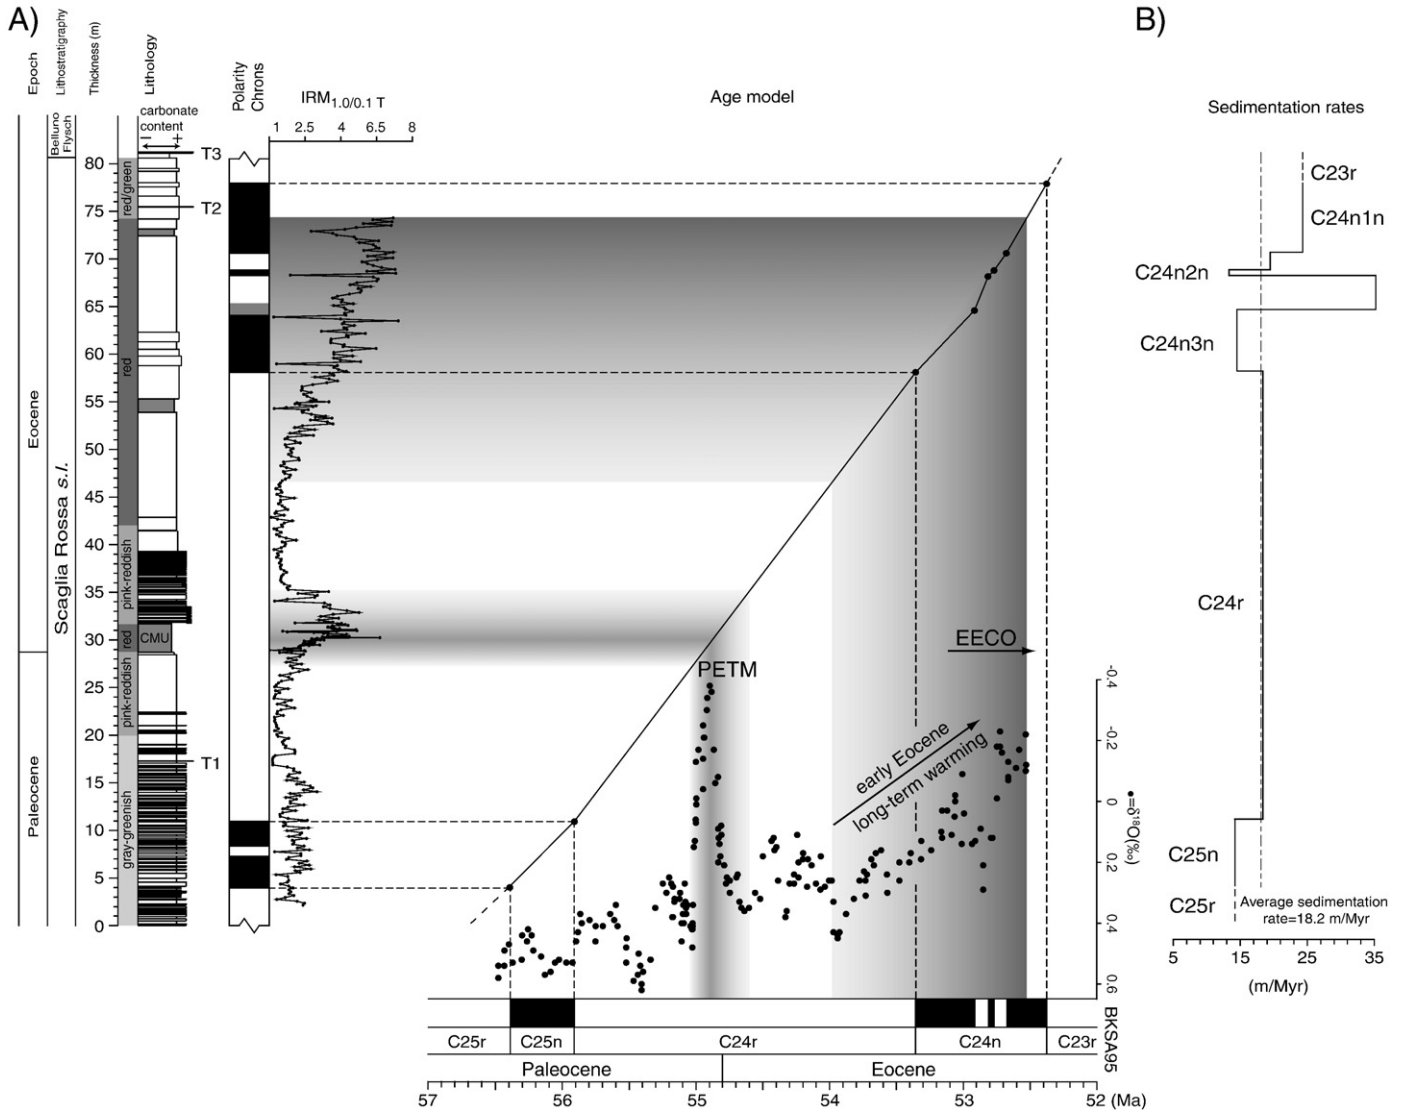 A)
Epoch
Lithostratigraphy
Thickness (m)
Lithology
carbonate
content
- +
Polarity
Chrons
IRM1.0/0.1 T
1 2.5 4 6.5 8
Age model
Belluno
Flysch
Eocene
Paleocene
Scaglia Rossa s.l.
80
75
70
65
60
55
50
45
40
35
30
25
20
15
10
5
0
red/green
red
pink-reddish
red
pink-reddish
gray-greenish
CMU
T3
T2
T1
PETM
EECO
early Eocene
long-term warming
-0.4
-0.2
0
0.2
0.4
0.6
●=δ18O(‰)
BKSA95
C25r C25n C24r C24n C23r
Paleocene Eocene
57 56 55 54 53 52 (Ma)
B)
Sedimentation rates
C23r
C24n1n
C24n2n
C24n3n
C24r
C25n
C25r
Average sedimentation
rate=18.2 m/Myr
5 15 25 35
(m/Myr)